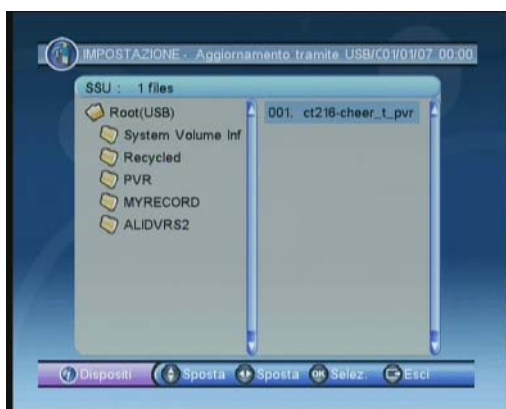 IMPOSTAZIONE - Aggiornamento tramite USB/C01/01/07 00:00
SSU : 1 files
Root(USB)
System Volume Inf
Recycled
PVR
MYRECORD
ALIDVRS2
001. ct216-cheer_t_pvr
Dispositi Sposta Sposta OK Selez. Esci